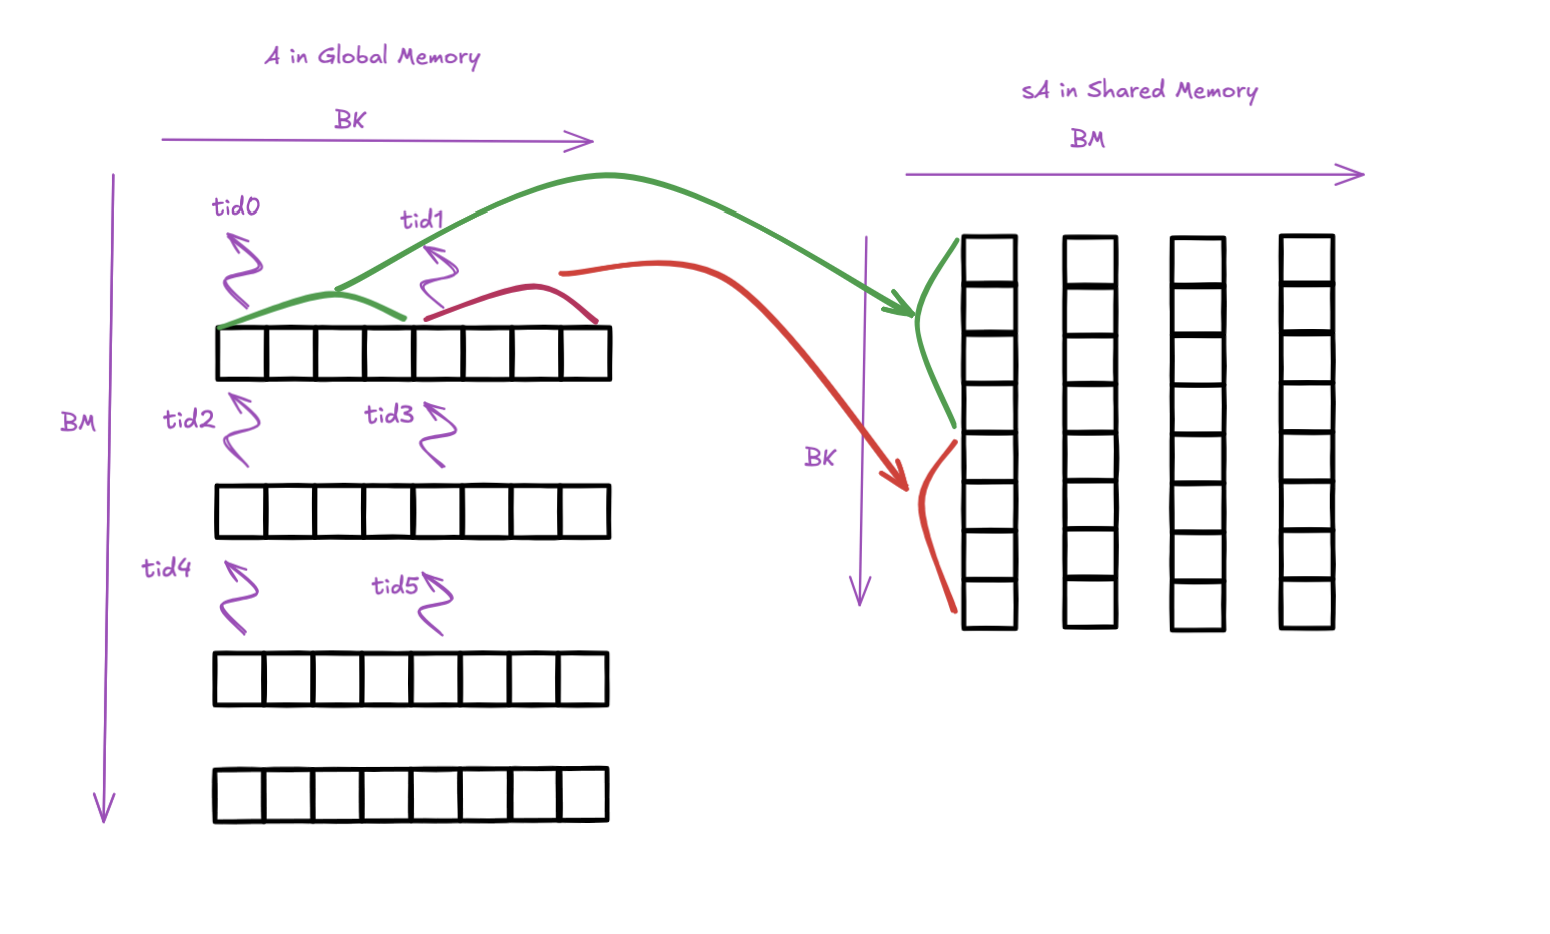 A in Global Memory
BK
sA in Shared Memory
BM
tid0
tid1
tid2
tid3
BM
BK
tid4
tid5